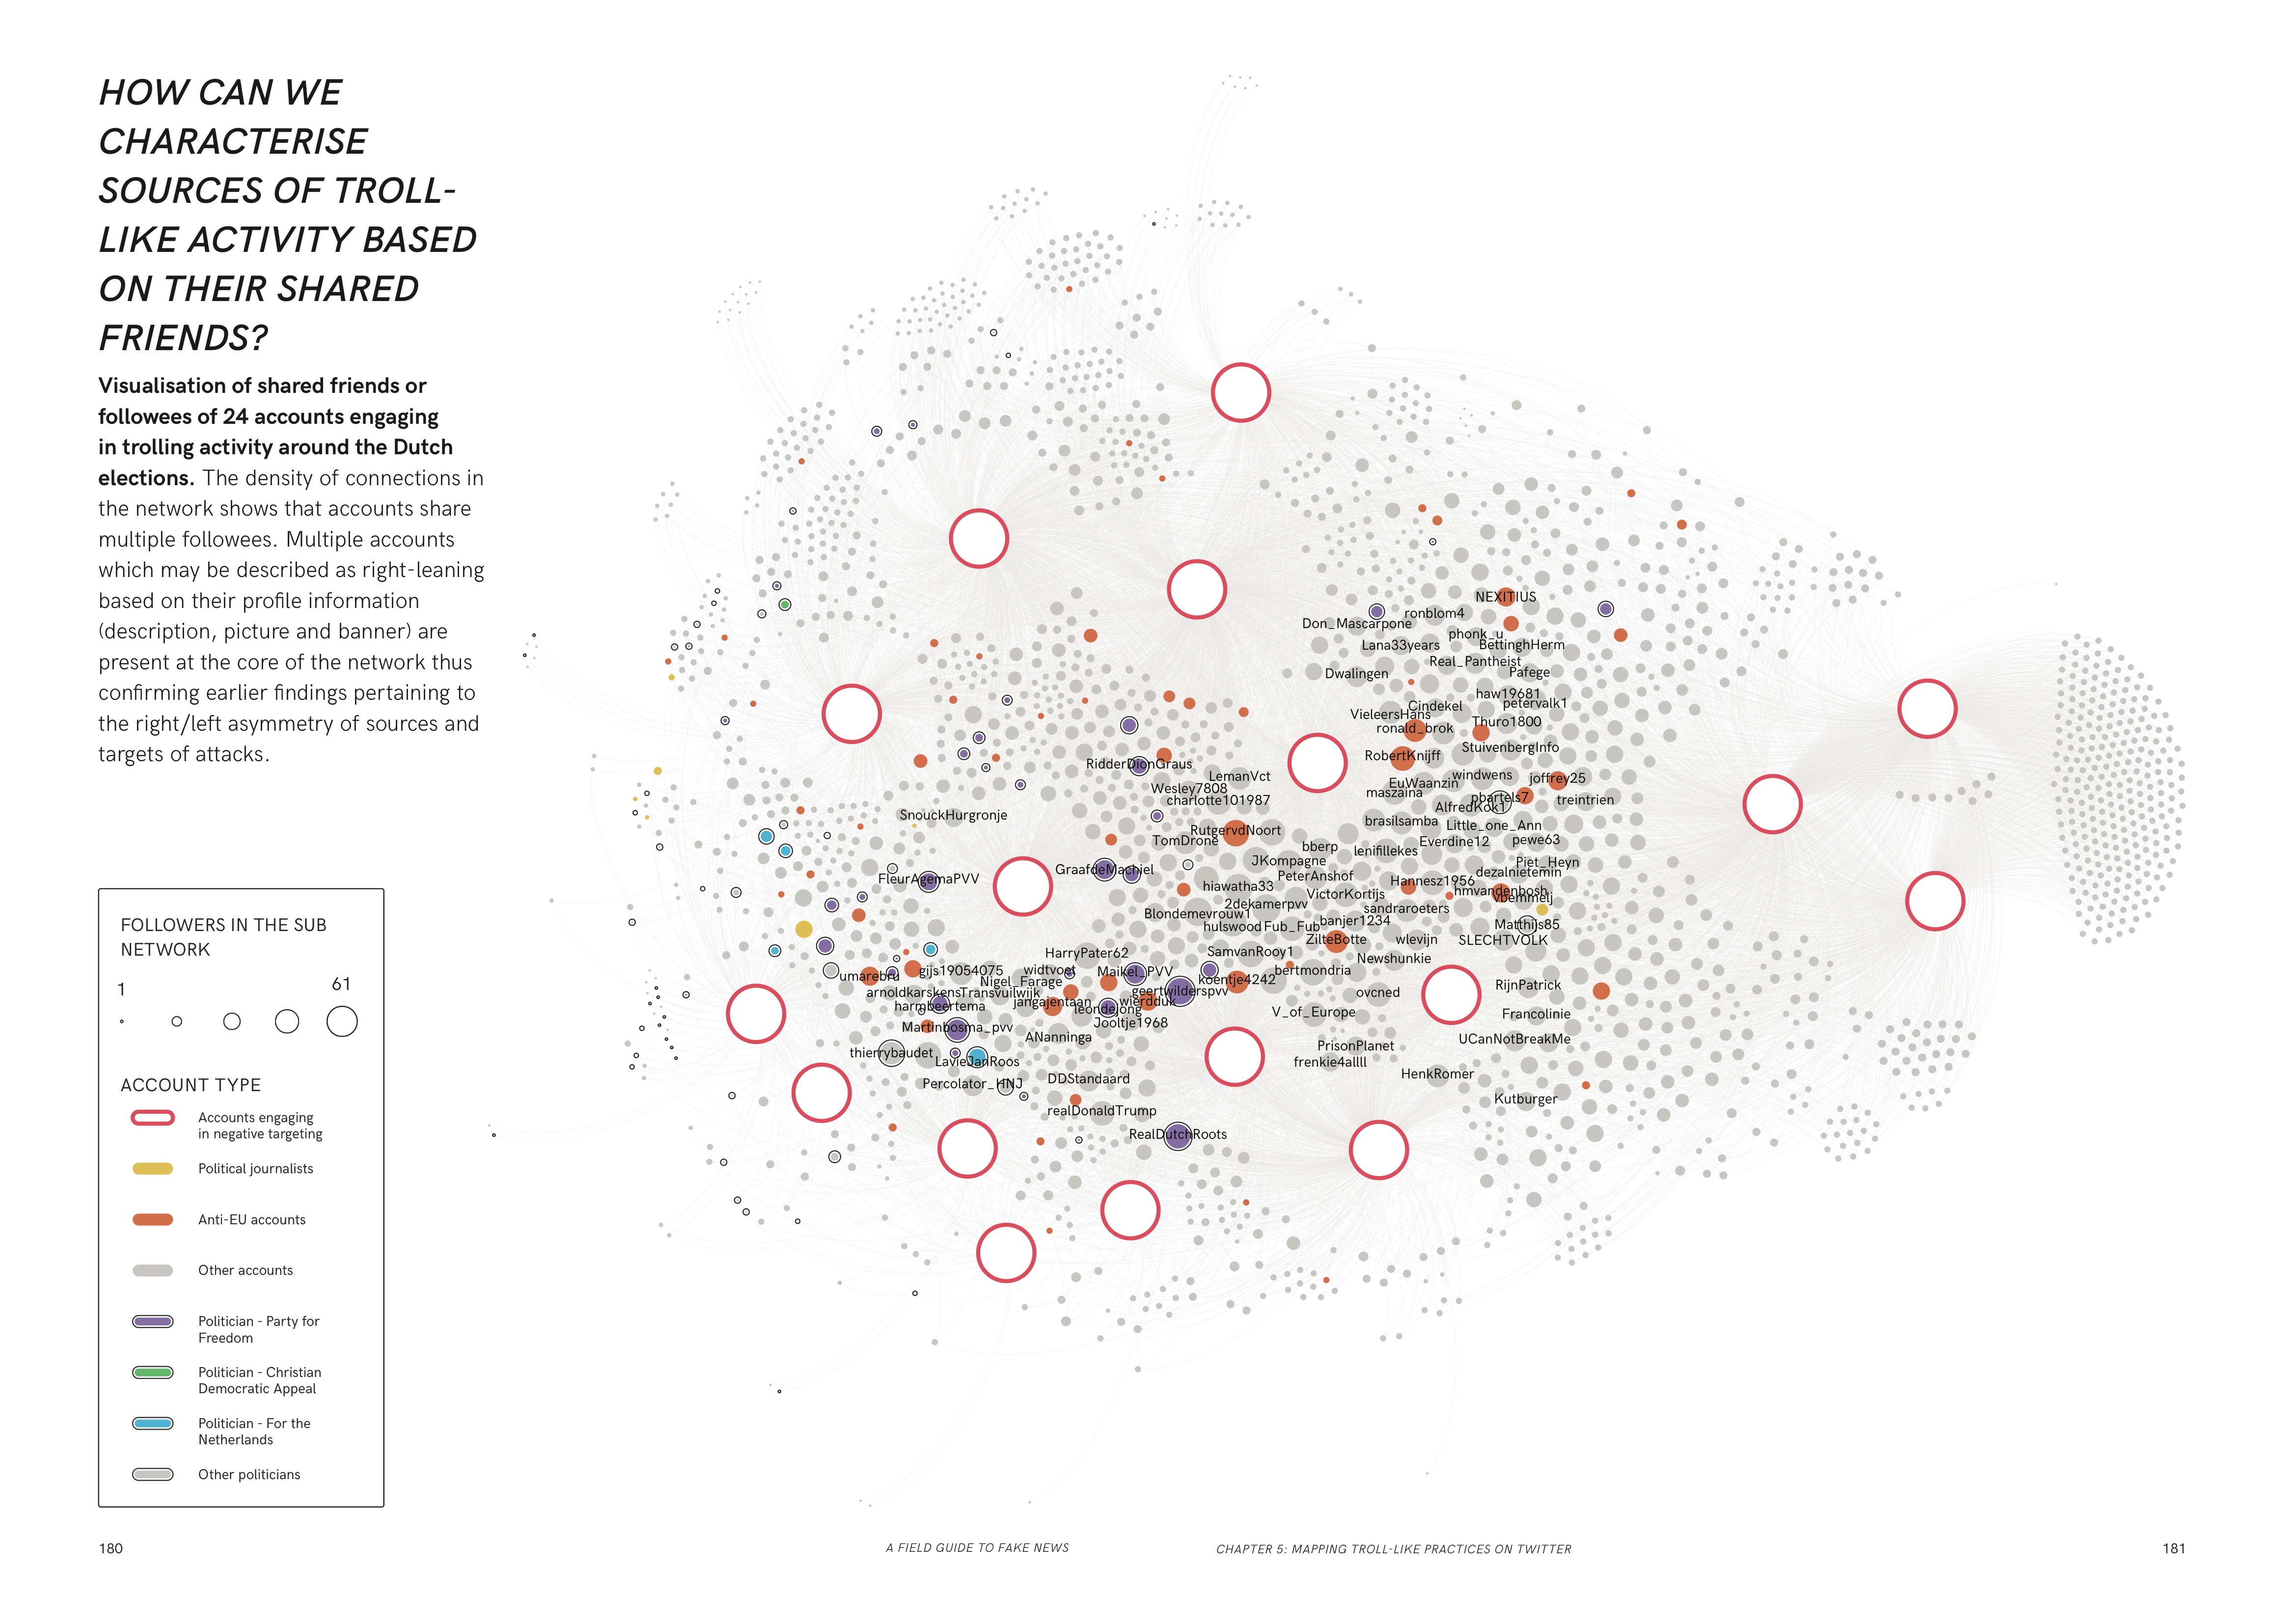 HOW CAN WE
CHARACTERISE
SOURCES OF TROLL-
LIKE ACTIVITY BASED
ON THEIR SHARED
FRIENDS?
Visualisation of shared friends or
followees of 24 accounts engaging
in trolling activity around the Dutch
elections. The density of connections in
the network shows that accounts share
multiple followees. Multiple accounts
which may be described as right-leaning
based on their profile information
(description, picture and banner) are
present at the core of the network thus
confirming earlier findings pertaining to
the right/left asymmetry of sources and
targets of attacks.
FOLLOWERS IN THE SUB
NETWORK
1
61
ACCOUNT TYPE
Accounts engaging
in negative targeting
Political journalists
Anti-EU accounts
Other accounts
Politician - Party for
Freedom
Politician - Christian
Democratic Appeal
Politician - For the
Netherlands
Other politicians
NEXITIUS
ronblom4
Don_Mascarpone
phonk_u
Lana33years
BettinghHerm
Real_Pantheist
Dwalingen
Pafege
haw19681
petervalk1
Cindekel
VieleersHans
Thuro1800
ronald_brok
StuivenbergInfo
RobertKnijff
RidderDionGraus
LemanVct
windwens
joffrey25
EuWaanzin
Wesley7808
maszaina
pbartels7
charlotte101987
treintrien
AlfredKok1
SnouckHurgronje
brasilsamba
Little_one_Ann
RutgervdNoort
TomDrone
Everdine12
pewe63
bberp
lenifillekes
JKompagne
Piet_Heyn
GraafdeMachiel
dezalnietemin
PeterAnshof
FleurAgemaPVV
Hannesz1956
hiawatha33
hmvandenbosh
VictorKortijs
vbemmelj
2dekamerpvv
sandraroeters
Blondemevrouw1
banjer1234
Matthijs85
hulswood
Fub_Fub
ZilteBotte
wlevijn
SLECHTVOLK
HarryPater62
SamvanRooy1
Newshunkie
gijs19054075
widtvoet
Maikel_PVV
bertmondria
umarebru
Nigel_Farage
koentje4242
RijnPatrick
arnoldkarskens
Transvuilwijk
geertwilderspvv
ovcned
harmbeertema
jangajentaan
wierdduk
leondejong
V_of_Europe
Francolinie
Jooltje1968
Martinbosma_pvv
ANanninga
UCanNotBreakMe
PrisonPlanet
thierrybaudet
LavieJanRoos
frenkie4allll
HenkRomer
Percolator_HNJ
DDStandaard
Kutburger
realDonaldTrump
RealDutchRoots
180
A FIELD GUIDE TO FAKE NEWS
CHAPTER 5: MAPPING TROLL-LIKE PRACTICES ON TWITTER
181